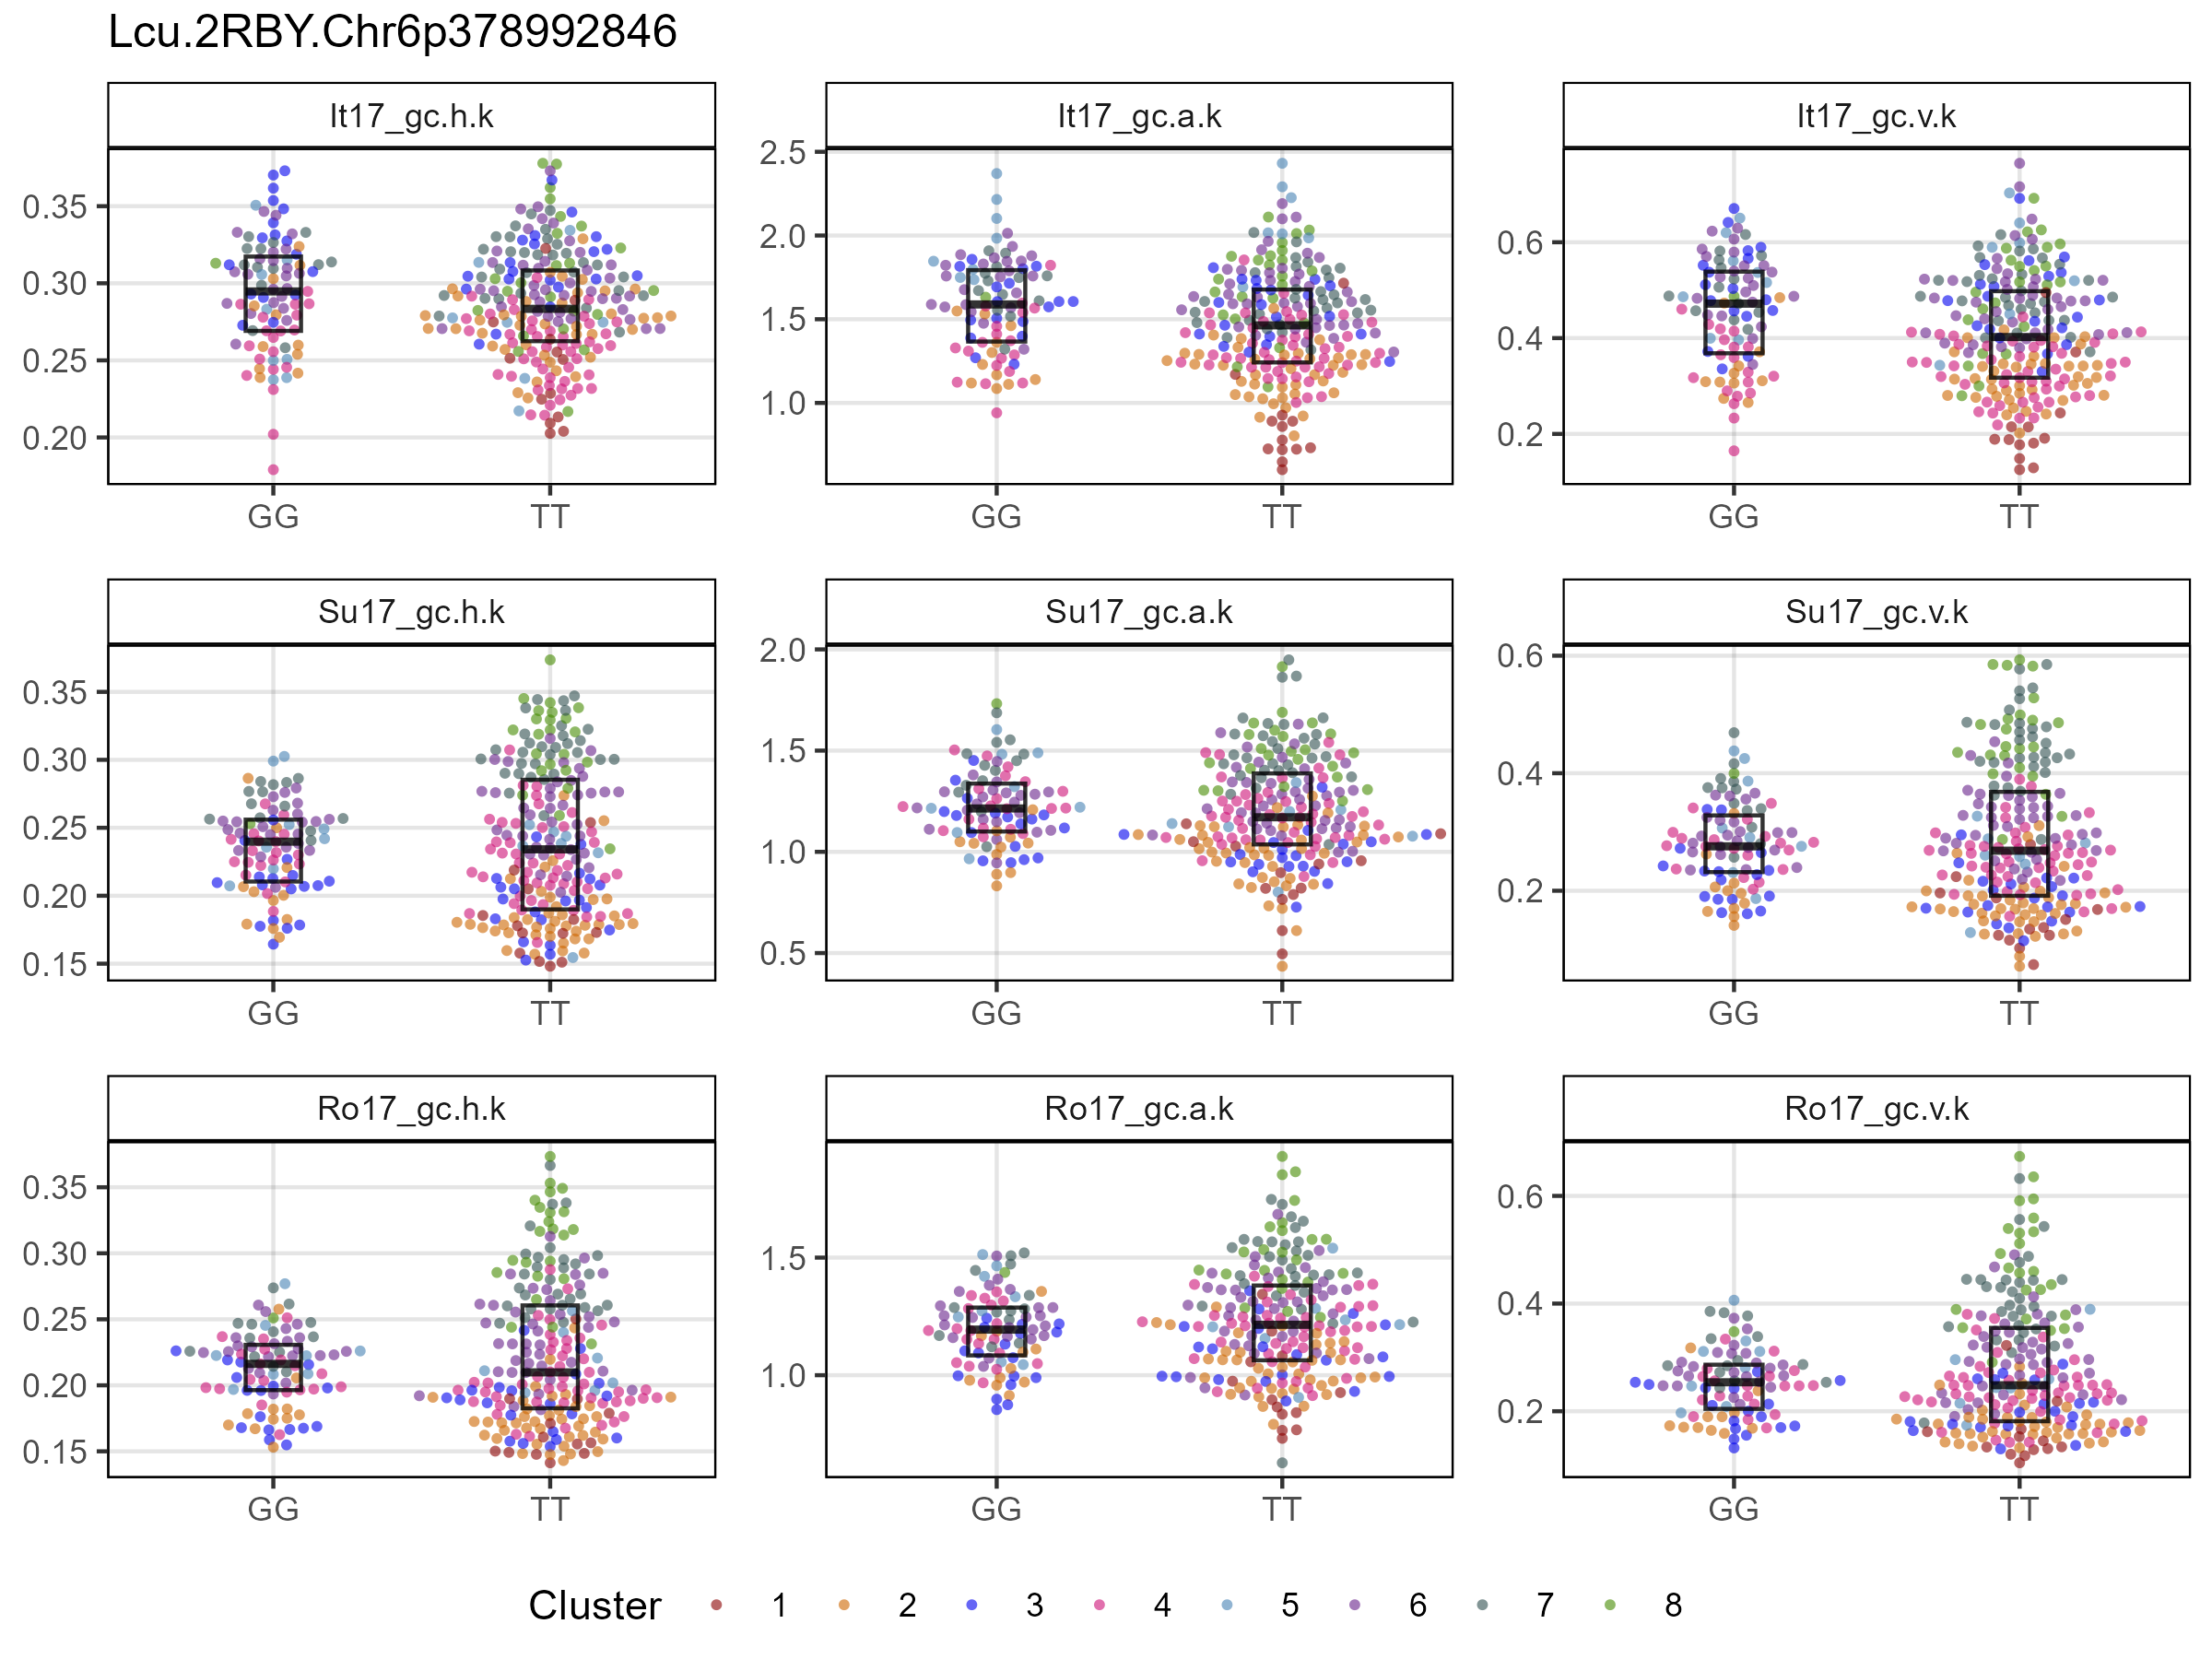 Lcu.2RBY.Chr6p378992846
It17_gc.h.k It17_gc.a.k It17_gc.v.k
0.35
0.30
0.25
0.20
GG TT
2.5
2.0
1.5
1.0
GG TT
0.6
0.4
0.2
GG TT
Su17_gc.h.k Su17_gc.a.k Su17_gc.v.k
0.35
0.30
0.25
0.20
0.15
GG TT
2.0
1.5
1.0
0.5
GG TT
0.6
0.4
0.2
GG TT
Ro17_gc.h.k Ro17_gc.a.k Ro17_gc.v.k
0.35
0.30
0.25
0.20
0.15
GG TT
1.5
1.0
GG TT
0.6
0.4
0.2
GG TT
Cluster 1 2 3 4 5 6 7 8